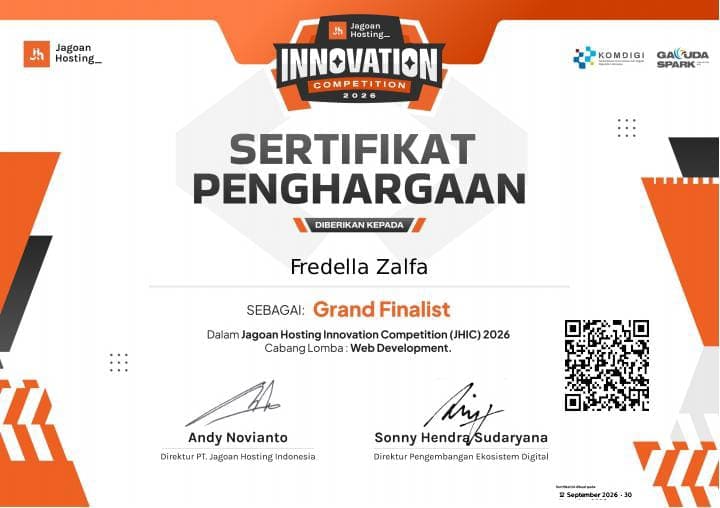 Jagoan
Hosting_
Jagoan
Hosting_
INNOVATION
COMPETITION
2026
KOMDIGI
GARUDA
SPARK
SERTIFIKAT
PENGHARGAAN
DIBERIKAN KEPADA
Fredella Zalfa
SEBAGAI: Grand Finalist
Dalam Jagoan Hosting Innovation Competition (JHIC) 2026
Cabang Lomba : Web Development.
Andy Novianto
Direktur PT. Jagoan Hosting Indonesia
Sonny Hendra Sudaryana
Direktur Pengembangan Ekosistem Digital
September 2026 - 30